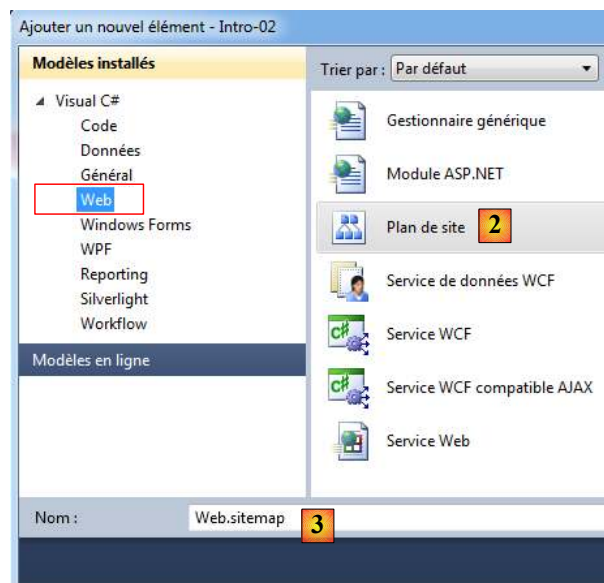 Ajouter un nouvel élément - Intro-02
Modèles installés
Visual C#
Code
Données
Général
Web
Windows Forms
WPF
Reporting
Silverlight
Workflow
Modèles en ligne
Trier par : Par défaut
Gestionnaire générique
Module ASP.NET
Plan de site 2
Service de données WCF
Service WCF
Service WCF compatible AJAX
Service Web
Nom : Web.sitemap 3